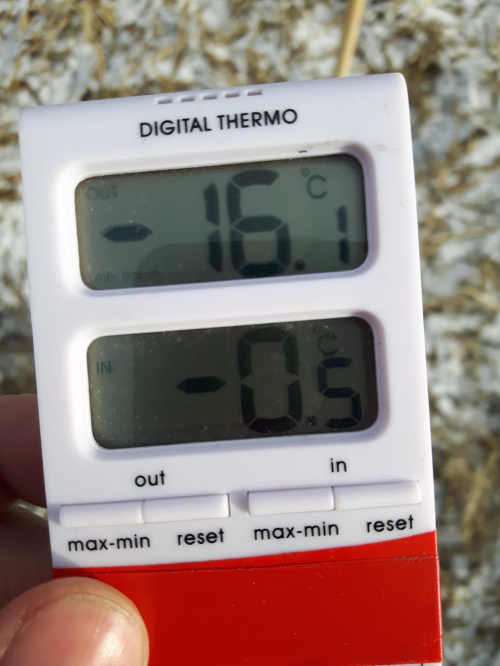 DIGITAL THERMO
OUT
°C
-16.1
IN
°C
-0.5
out in
max-min reset max-min reset